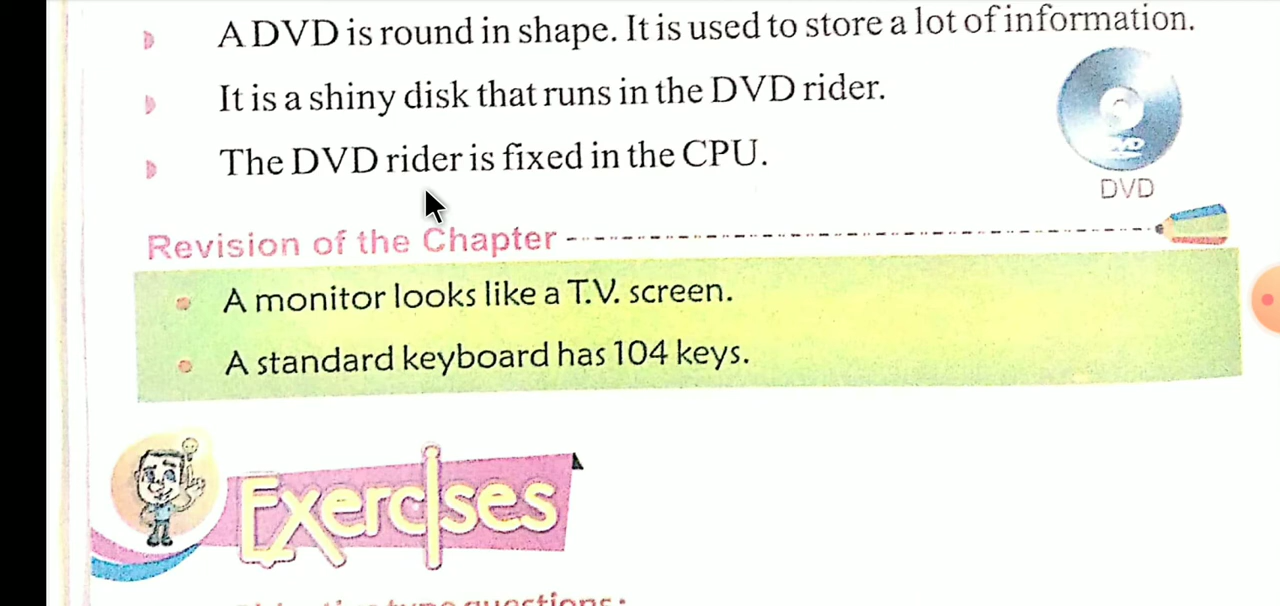 A DVD is round in shape. It is used to store a lot of information.
It is a shiny disk that runs in the DVD rider.
The DVD rider is fixed in the CPU.
DVD
Revision of the Chapter
A monitor looks like a T.V. screen.
A standard keyboard has 104 keys.
Exercises
type questions: